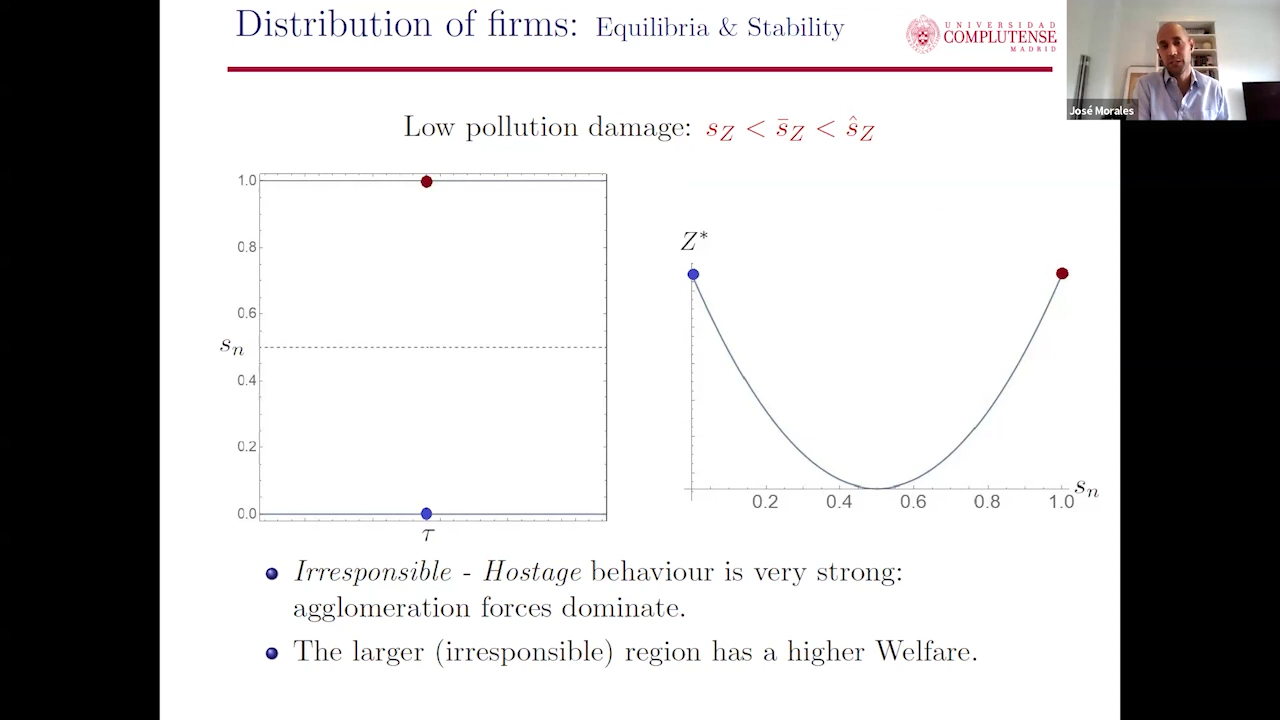 Distribution of firms: Equilibria & Stability
UNIVERSIDAD
COMPLUTENSE
MADRID
José Morales
Low pollution damage: s_Z < s̄_Z < ŝ_Z
1.0
0.8
0.6
s_n
0.4
0.2
0.0
τ
Z*
0.2 0.4 0.6 0.8 1.0
s_n
Irresponsible - Hostage behaviour is very strong:
agglomeration forces dominate.
The larger (irresponsible) region has a higher Welfare.